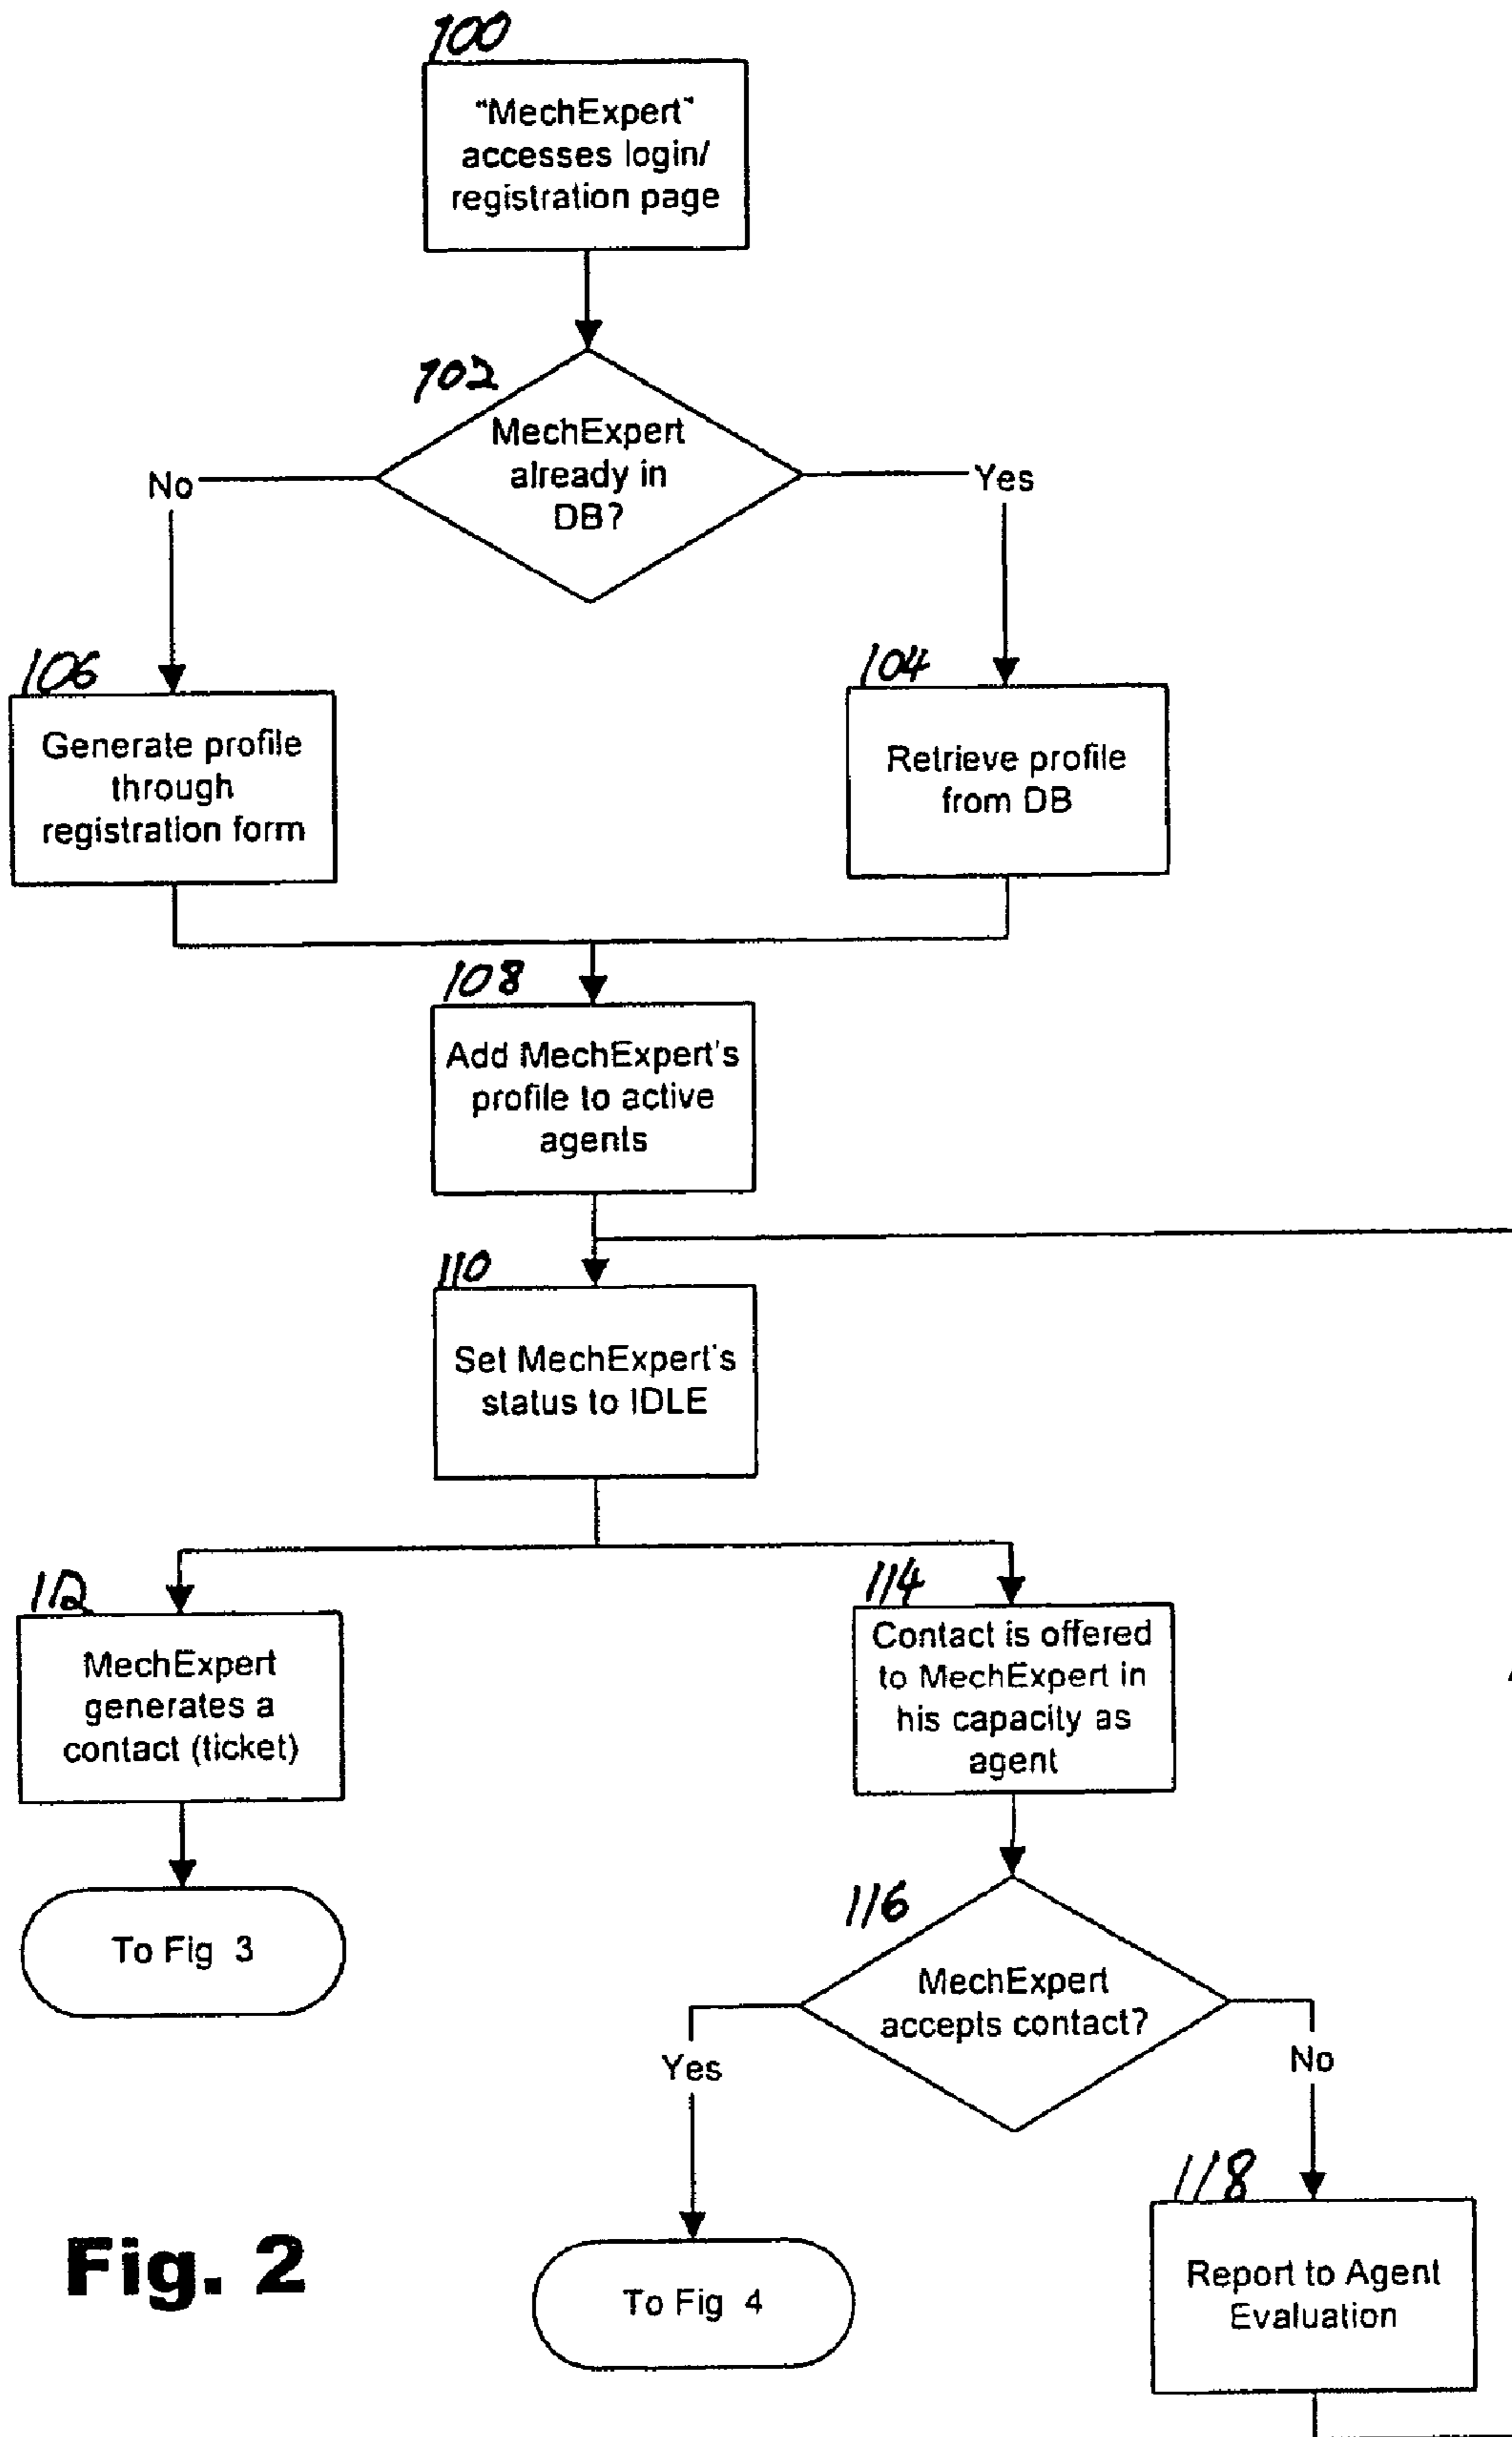 100
"MechExpert"
accesses login/
registration page
102
MechExpert
already in
DB?
No
Yes
106
Generate profile
through
registration form
104
Retrieve profile
from DB
108
Add MechExpert's
profile to active
agents
110
Set MechExpert's
status to IDLE
112
MechExpert
generates a
contact (ticket)
114
Contact is offered
to MechExpert in
his capacity as
agent
To Fig 3
116
MechExpert
accepts contact?
Yes
No
118
Report to Agent
Evaluation
To Fig 4
Fig. 2